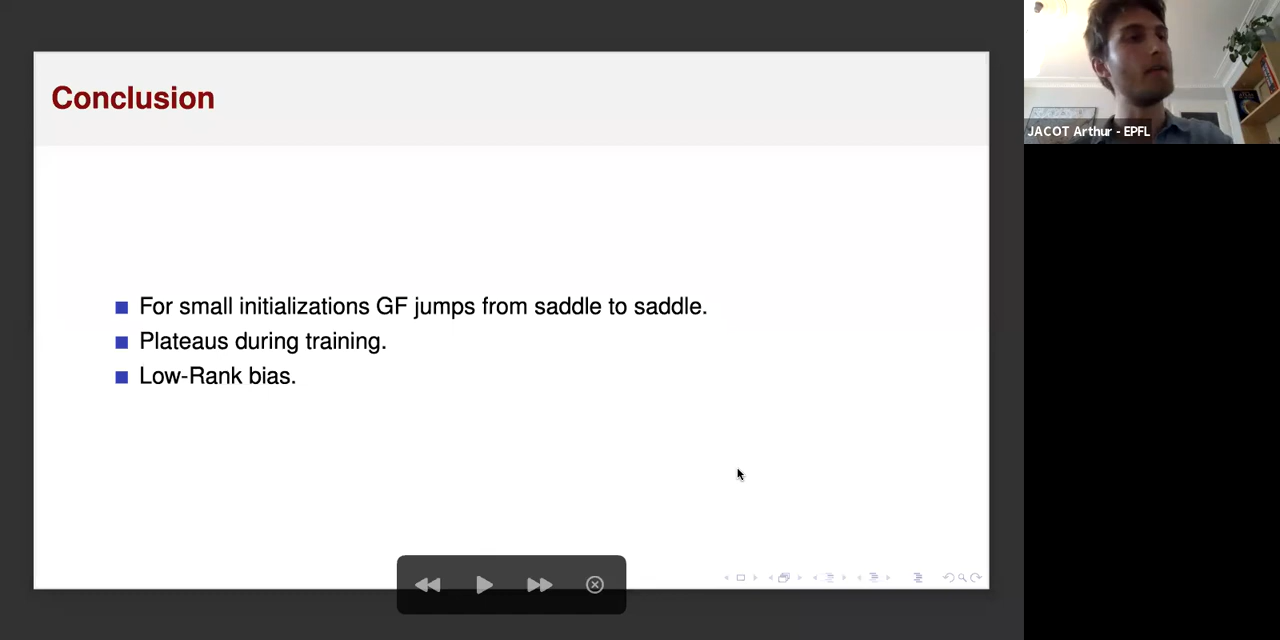 Conclusion
For small initializations GF jumps from saddle to saddle.
Plateaus during training.
Low-Rank bias.
JACOT Arthur - EPFL